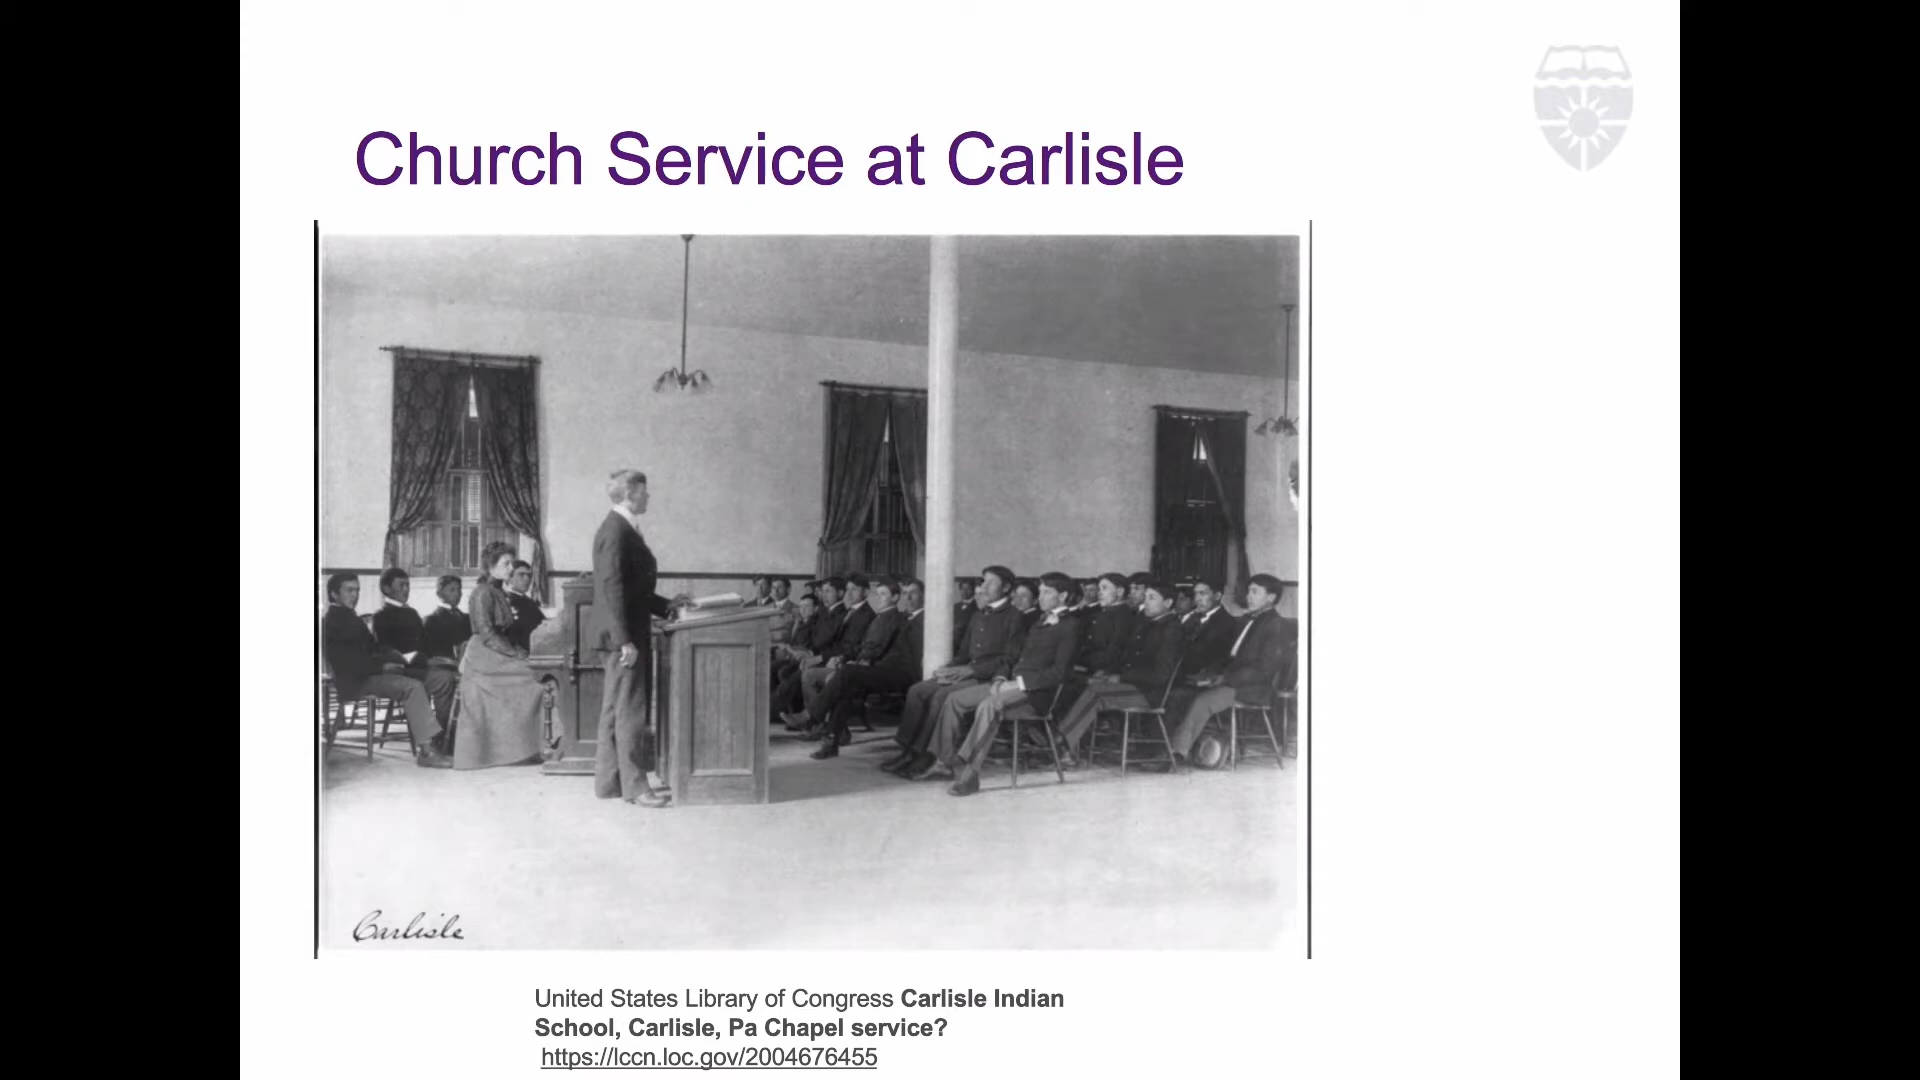 Church Service at Carlisle
Carlisle
United States Library of Congress Carlisle Indian
School, Carlisle, Pa Chapel service?
https://lccn.loc.gov/2004676455